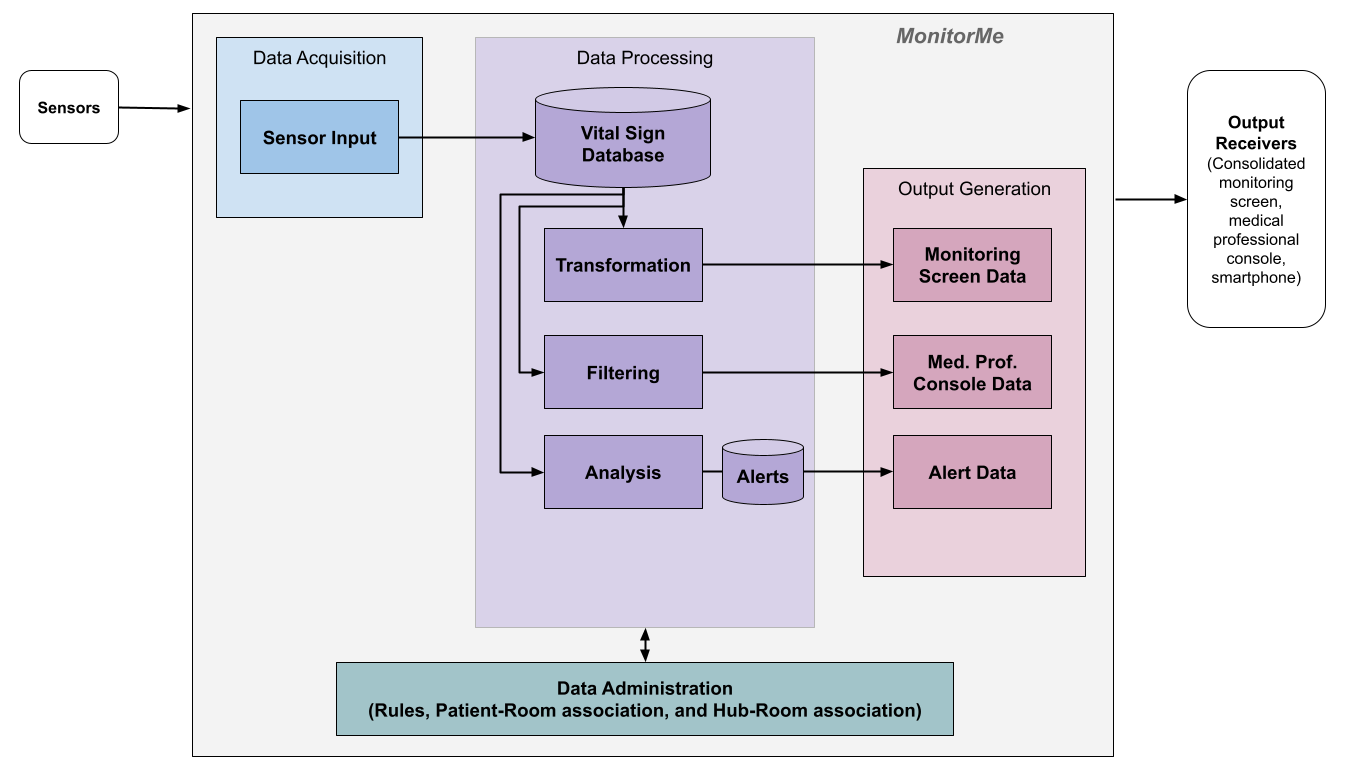 MonitorMe
Data Acquisition
Data Processing
Sensors
Sensor Input
Vital Sign
Database
Output
Receivers
(Consolidated
monitoring
screen,
medical
professional
console,
smartphone)
Output Generation
Transformation
Monitoring
Screen Data
Filtering
Med. Prof.
Console Data
Analysis
Alerts
Alert Data
Data Administration
(Rules, Patient-Room association, and Hub-Room association)